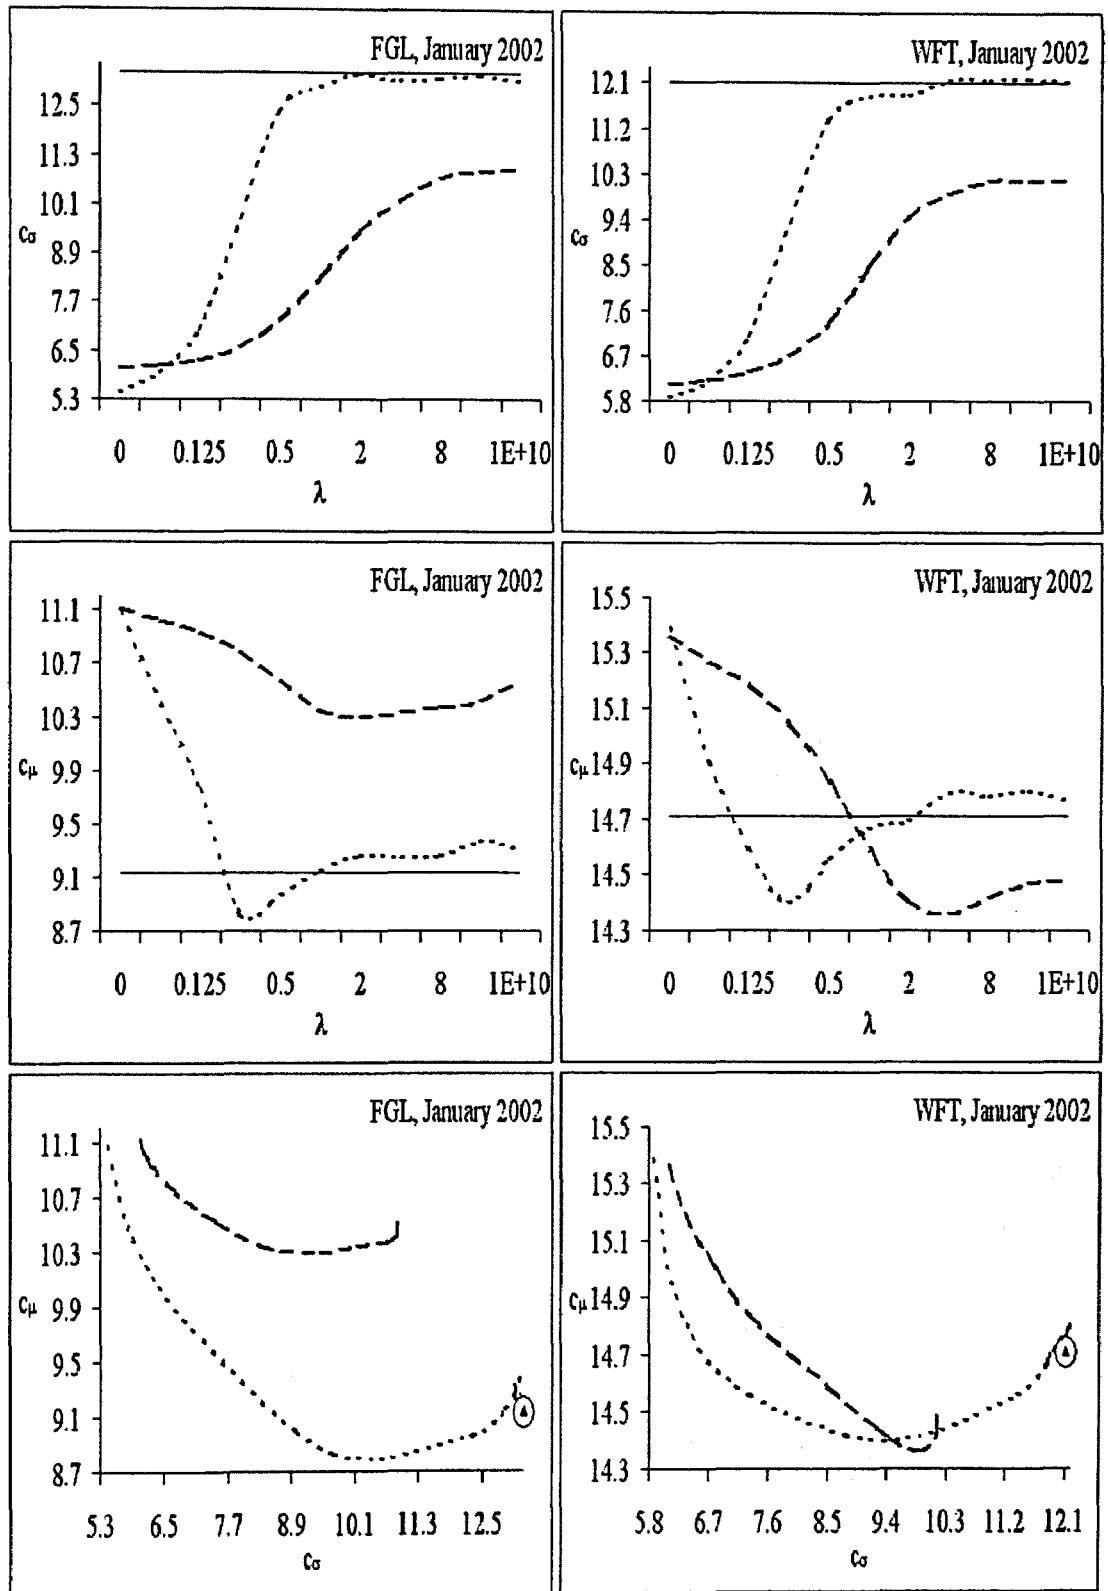 FGL, January 2002
12.5
11.3
10.1
cσ 8.9
7.7
6.5
5.3
0 0.125 0.5 2 8 1E+10
λ
WFT, January 2002
12.1
11.2
10.3
9.4
cσ
8.5
7.6
6.7
5.8
0 0.125 0.5 2 8 1E+10
λ
FGL, January 2002
11.1
10.7
10.3
cμ 9.9
9.5
9.1
8.7
0 0.125 0.5 2 8 1E+10
λ
WFT, January 2002
15.5
15.3
15.1
cμ 14.9
14.7
14.5
14.3
0 0.125 0.5 2 8 1E+10
λ
FGL, January 2002
11.1
10.7
10.3
cμ 9.9
9.5
9.1
8.7
5.3 6.5 7.7 8.9 10.1 11.3 12.5
cσ
WFT, January 2002
15.5
15.3
15.1
cμ 14.9
14.7
14.5
14.3
5.8 6.7 7.6 8.5 9.4 10.3 11.2 12.1
cσ